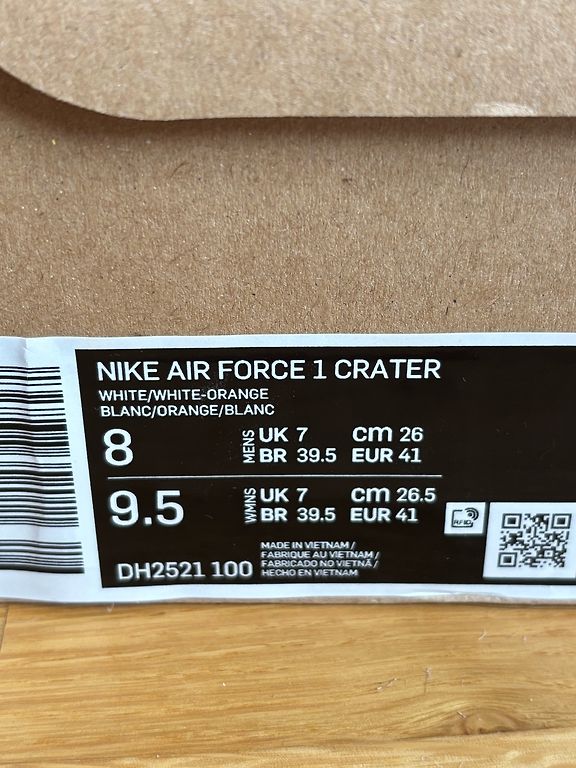 NIKE AIR FORCE 1 CRATER
WHITE/WHITE-ORANGE
BLANC/ORANGE/BLANC
8 MENS UK 7 cm 26
BR 39.5 EUR 41
9.5 WMNS UK 7 cm 26.5
BR 39.5 EUR 41
RFID
DH2521 100
MADE IN VIETNAM /
FABRIQUE AU VIETNAM /
FABRICADO NO VIETNÃ /
HECHO EN VIETNAM